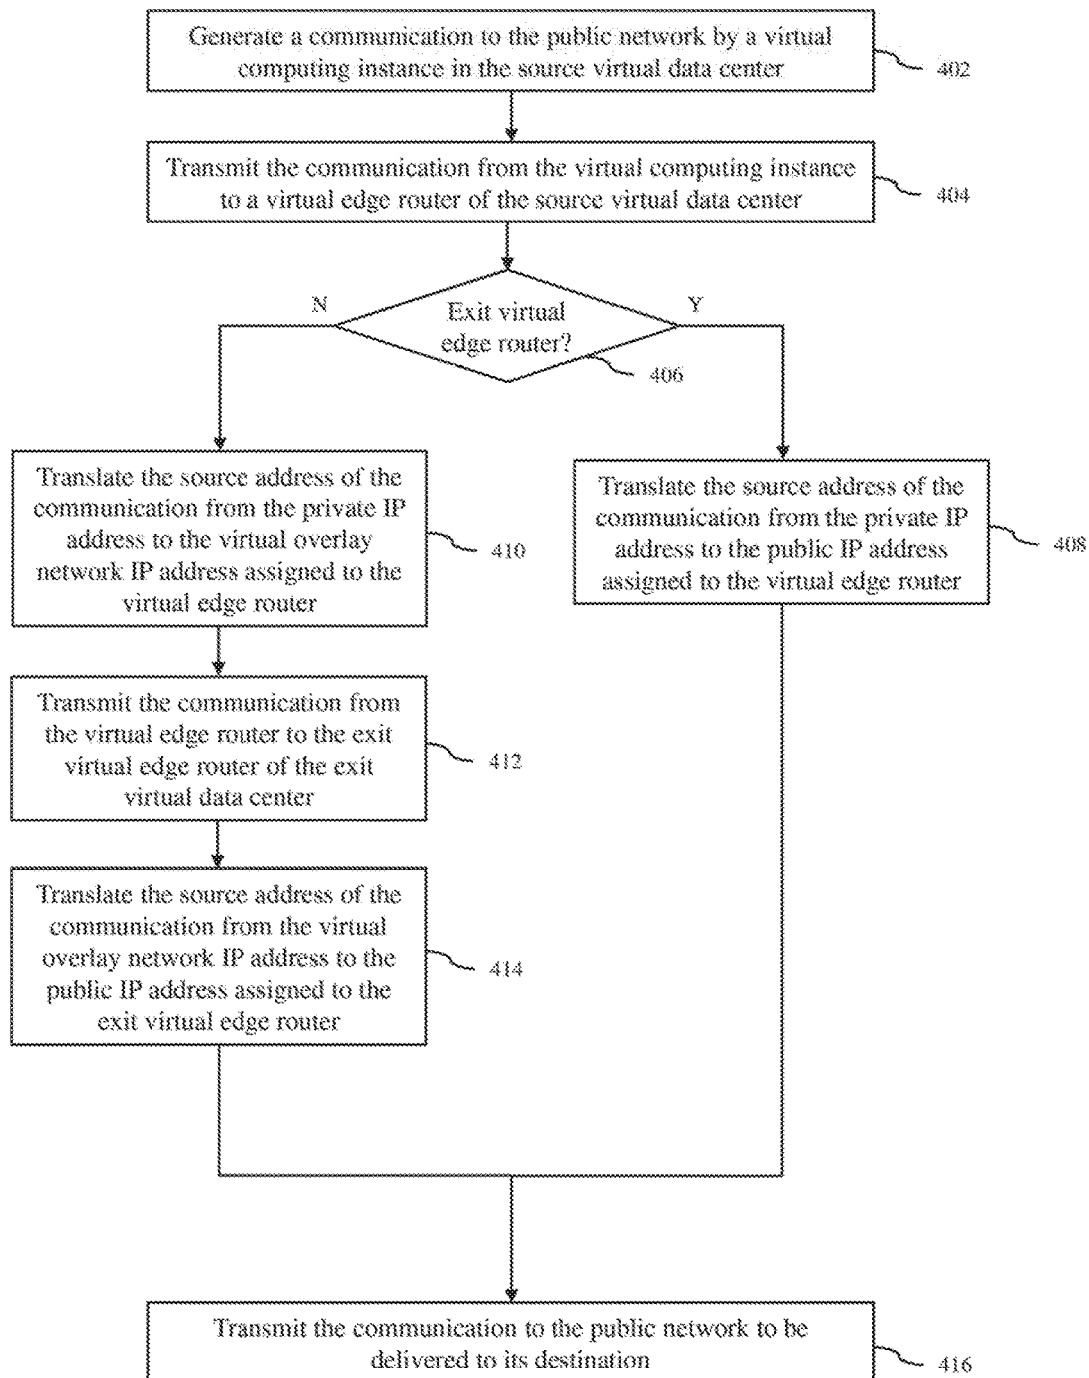 Generate a communication to the public network by a virtual
computing instance in the source virtual data center
402
Transmit the communication from the virtual computing instance
to a virtual edge router of the source virtual data center
404
N
Y
Exit virtual
edge router?
406
Translate the source address of the
communication from the private IP
address to the virtual overlay
network IP address assigned to the
virtual edge router
410
Translate the source address of the
communication from the private IP
address to the public IP address
assigned to the virtual edge router
408
Transmit the communication from
the virtual edge router to the exit
virtual edge router of the exit
virtual data center
412
Translate the source address of the
communication from the virtual
overlay network IP address to the
public IP address assigned to the
exit virtual edge router
414
Transmit the communication to the public network to be
delivered to its destination
416